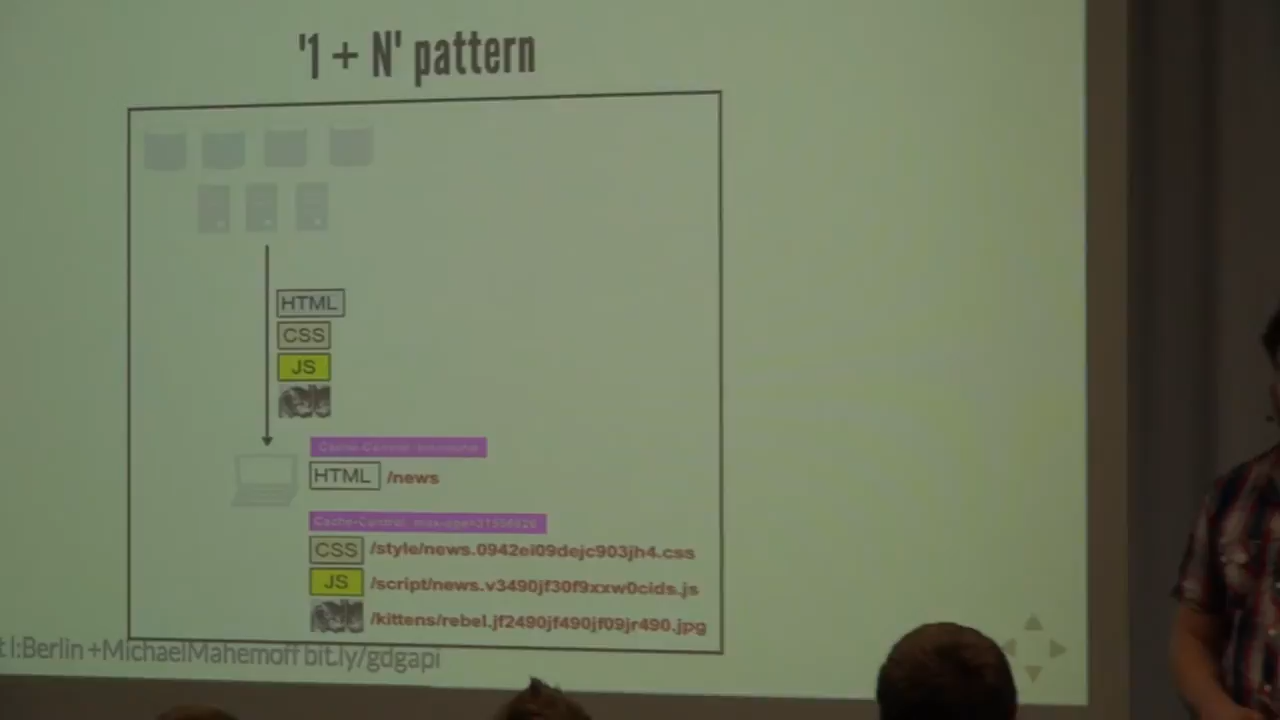 '1 + N' pattern
HTML
CSS
JS
HTML /news
CSS /style/news.0942ei09dejc903jh4.css
JS /script/news.v3490jf30f9xxw0cids.js
/kittens/rebel.jf2490jf490jf09jr490.jpg
l:Berlin +MichaelMahemoff bit.ly/gdgapi